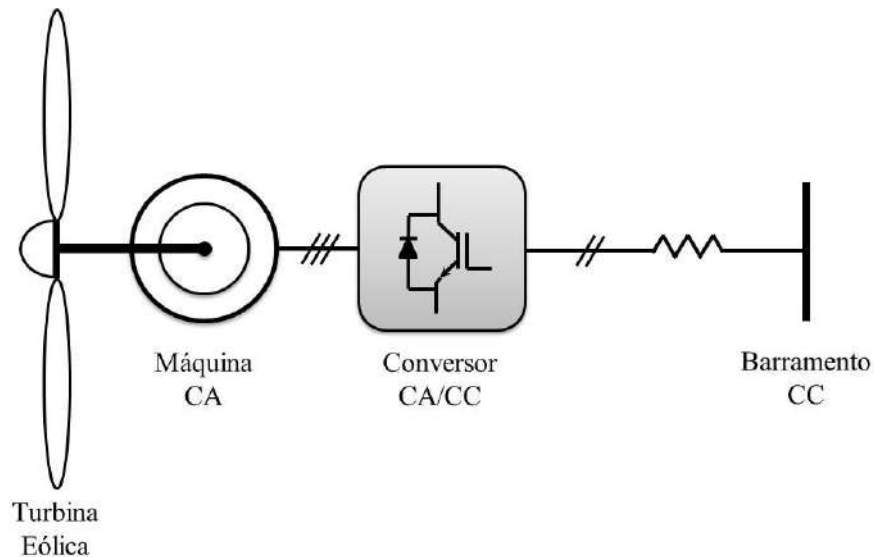 Máquina
CA
Conversor
CA/CC
Barramento
CC
Turbina
Eólica